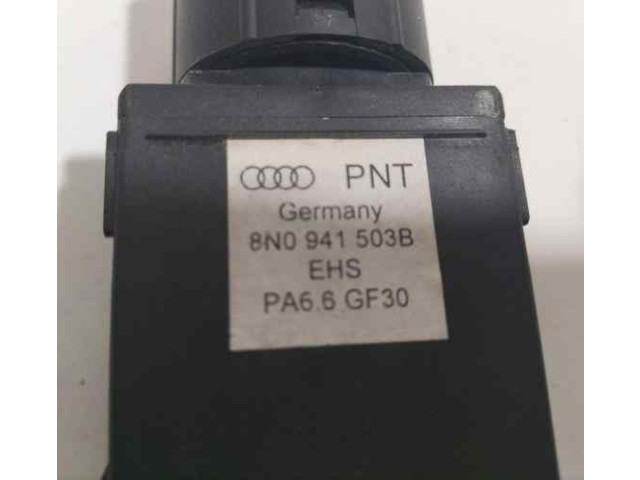 PNT
Germany
8N0 941 503B
EHS
PA6.6 GF30